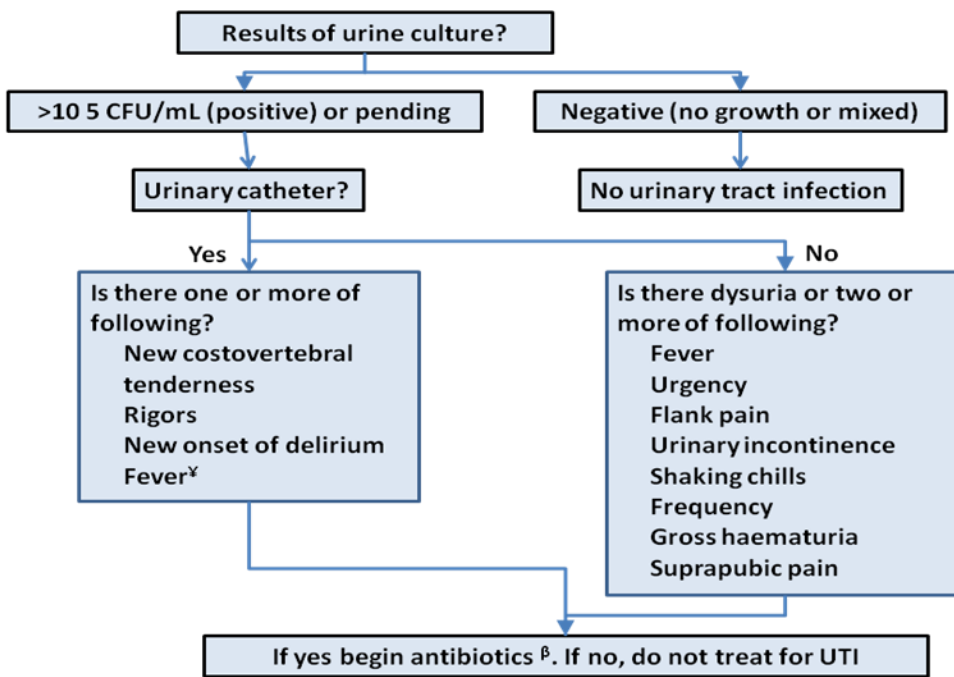 Results of urine culture?
>10 5 CFU/mL (positive) or pending
Negative (no growth or mixed)
Urinary catheter?
No urinary tract infection
Yes
No
Is there one or more of
following?
New costovertebral
tenderness
Rigors
New onset of delirium
Fever¥
Is there dysuria or two or
more of following?
Fever
Urgency
Flank pain
Urinary incontinence
Shaking chills
Frequency
Gross haematuria
Suprapubic pain
If yes begin antibiotics β. If no, do not treat for UTI